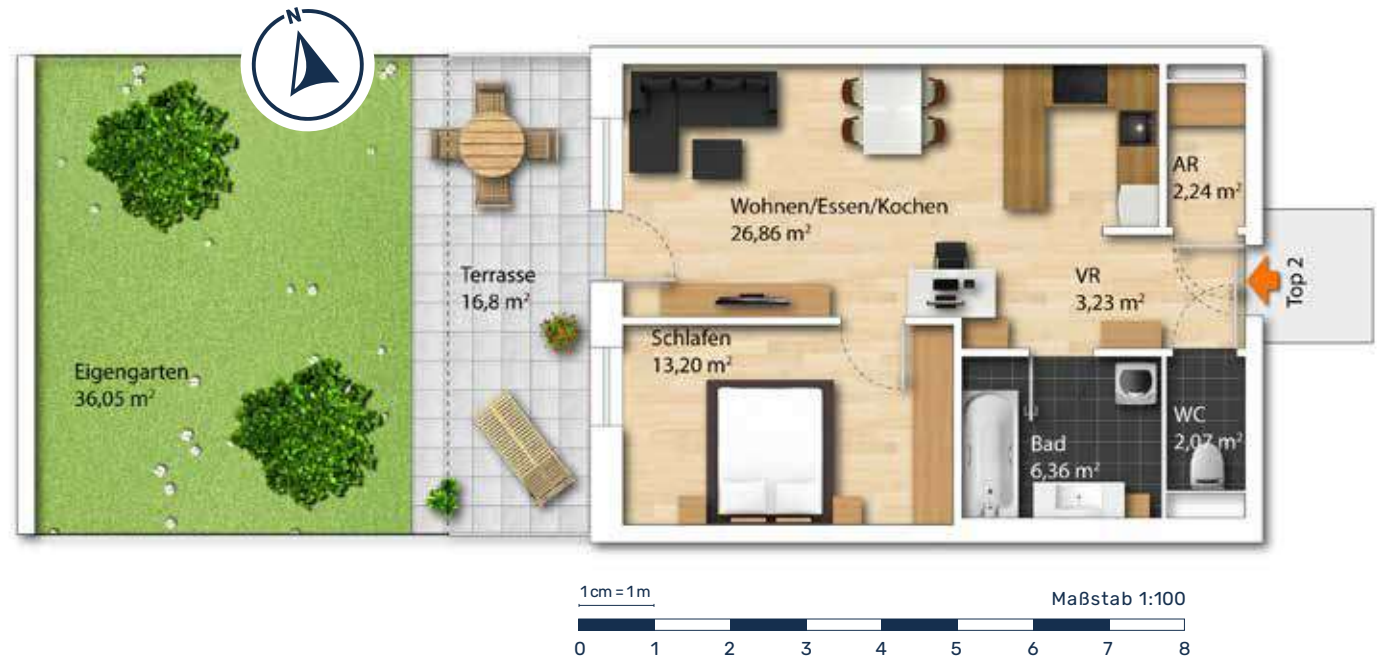 N
Wohnen/Essen/Kochen
26,86 m²
AR
2,24 m²
Terrasse
16,8 m²
VR
3,23 m²
Top 2
Schlafen
13,20 m²
Eigengarten
36,05 m²
Bad
6,36 m²
WC
2,07 m²
1 cm = 1 m
Maßstab 1:100
0 1 2 3 4 5 6 7 8